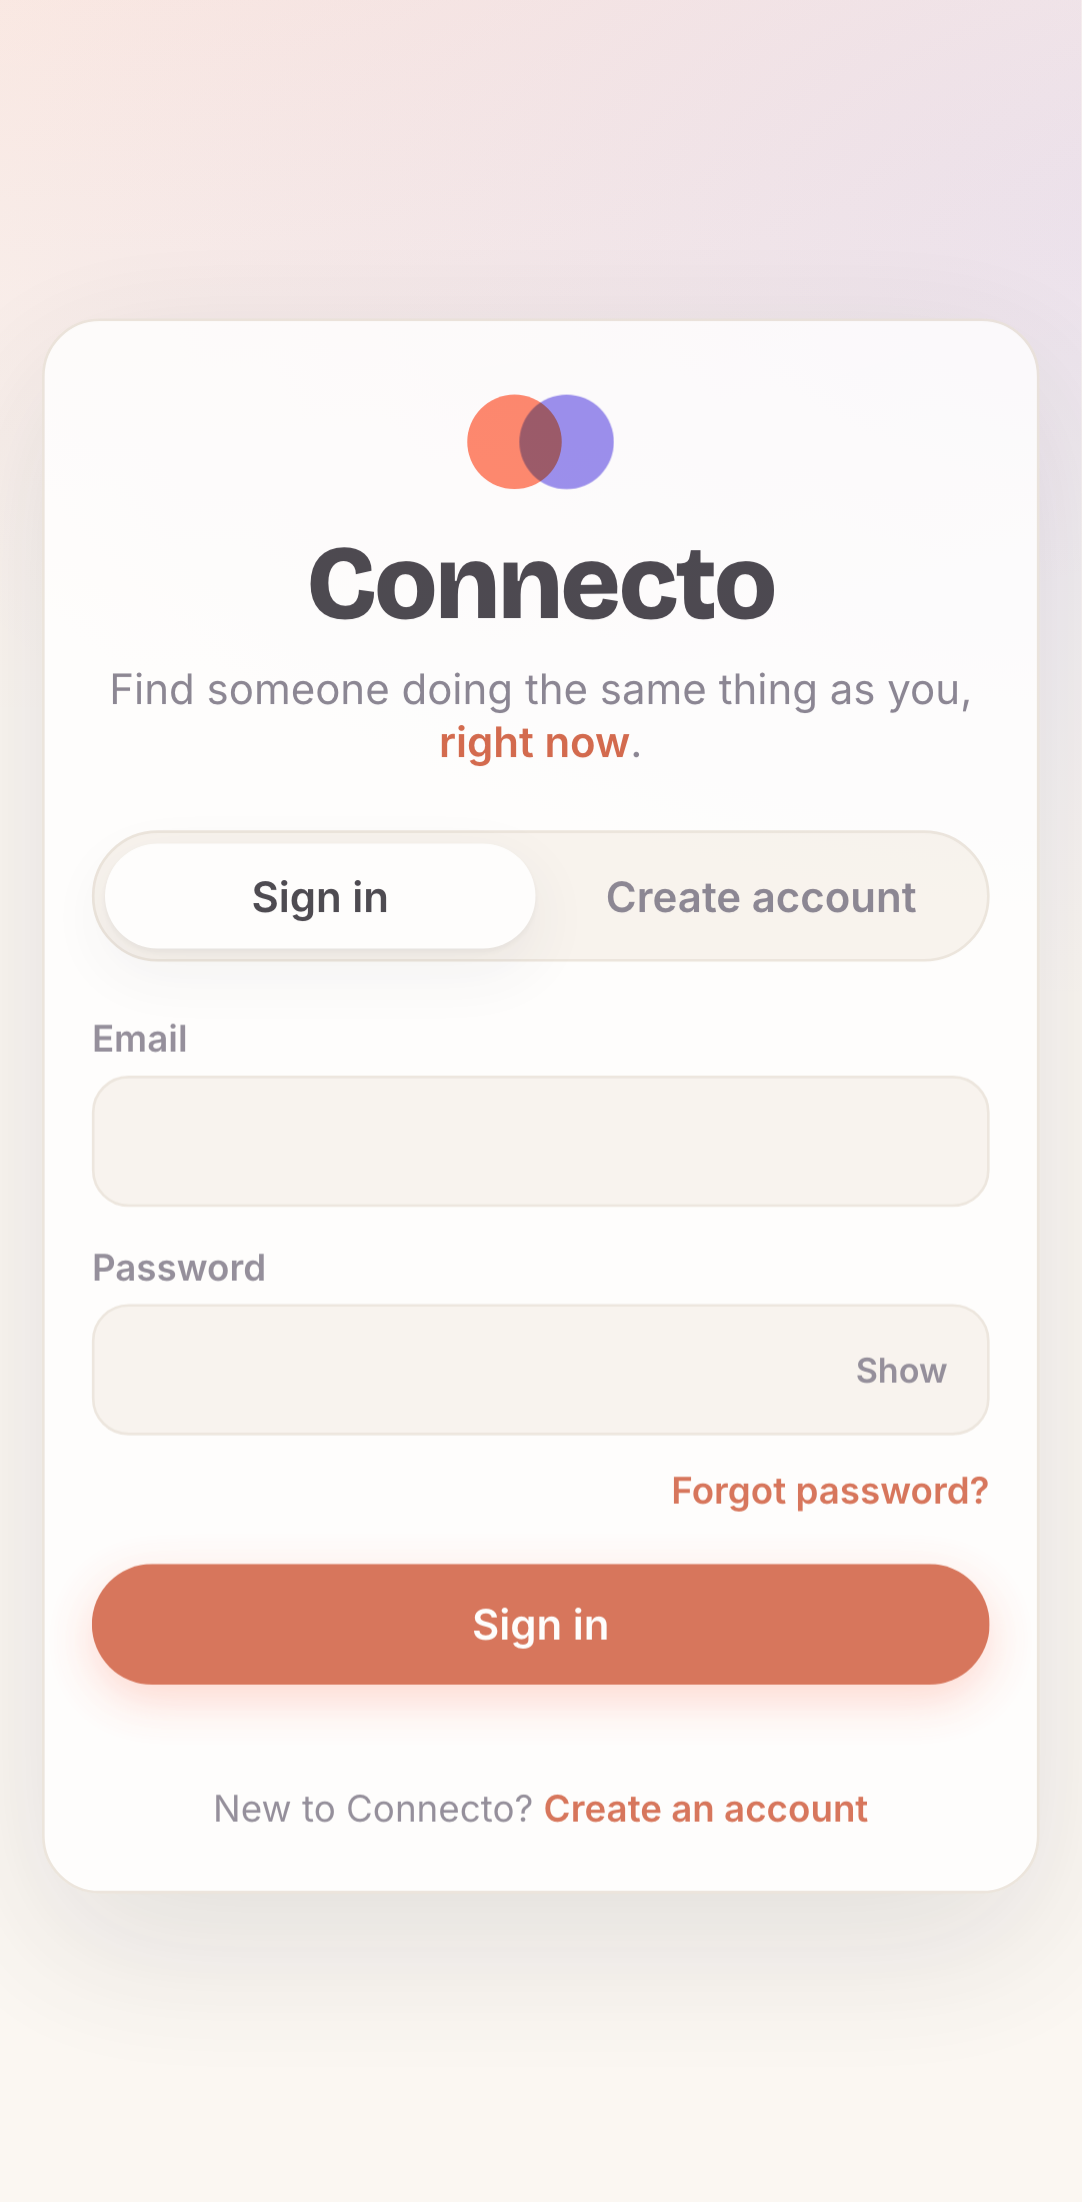 Connecto
Find someone doing the same thing as you,
right now.
Sign in
Create account
Email
Password
Show
Forgot password?
Sign in
New to Connecto? Create an account